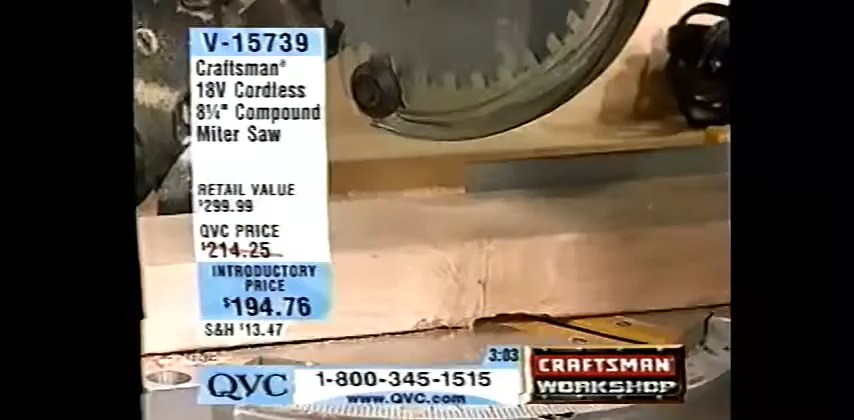 V-15739
Craftsman®
18V Cordless
8¼" Compound
Miter Saw
RETAIL VALUE
$299.99
QVC PRICE
$214.25
INTRODUCTORY
PRICE
$194.76
S&H $13.47
3:03
QVC
1-800-345-1515
www.QVC.com
CRAFTSMAN
WORKSHOP